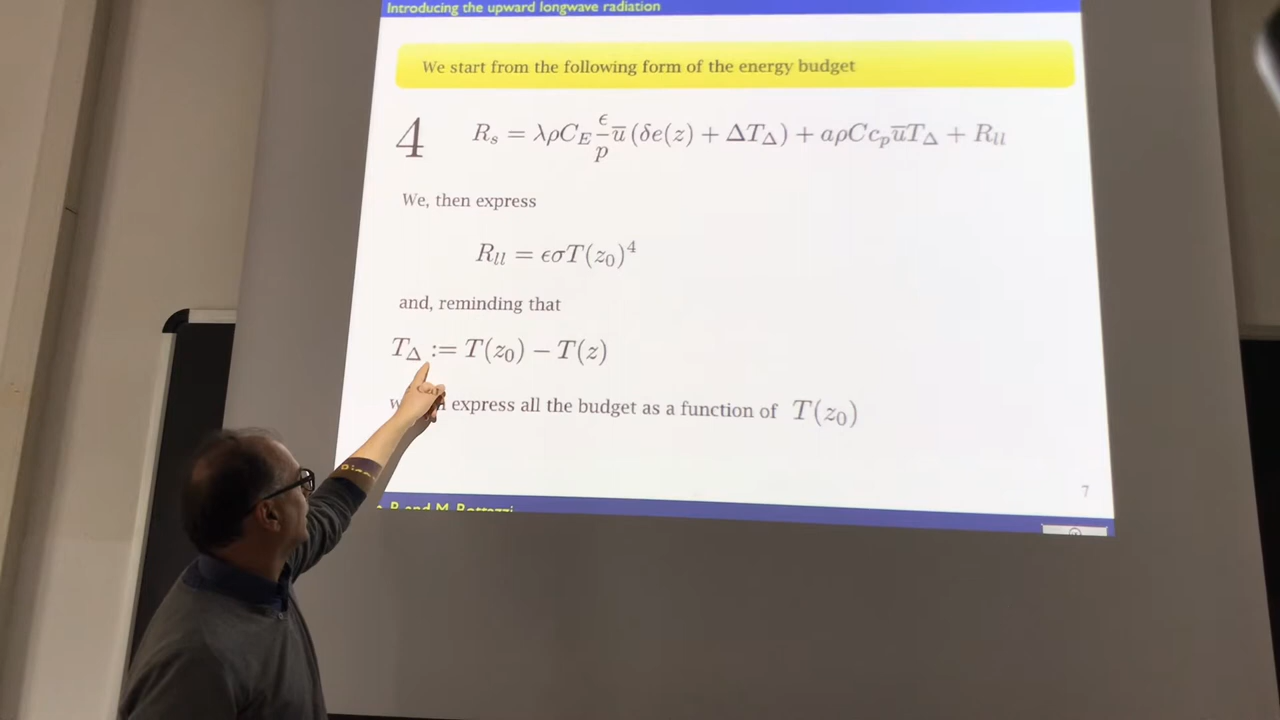 Introducing the upward longwave radiation
We start from the following form of the energy budget
4 R_s = λρC_E ϵ/p u̅ (δe(z) + ΔT_Δ) + aρCc_p u̅T_Δ + R_ll
We, then express
R_ll = ϵσT(z_0)^4
and, reminding that
T_Δ := T(z_0) − T(z)
express all the budget as a function of T(z_0)
7